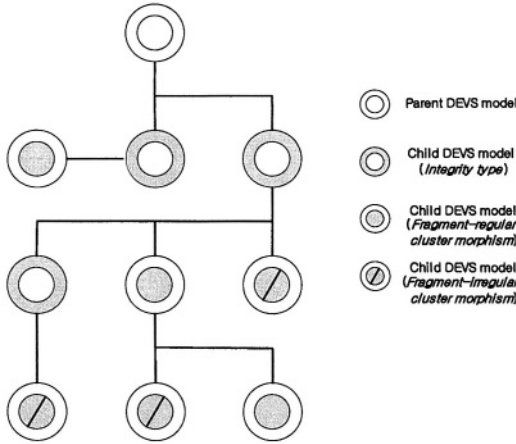 Parent DEVS model
Child DEVS model
(Integrity type)
Child DEVS model
(Fragment-regular
cluster morphism)
Child DEVS model
(Fragment-irregular
cluster morphism)